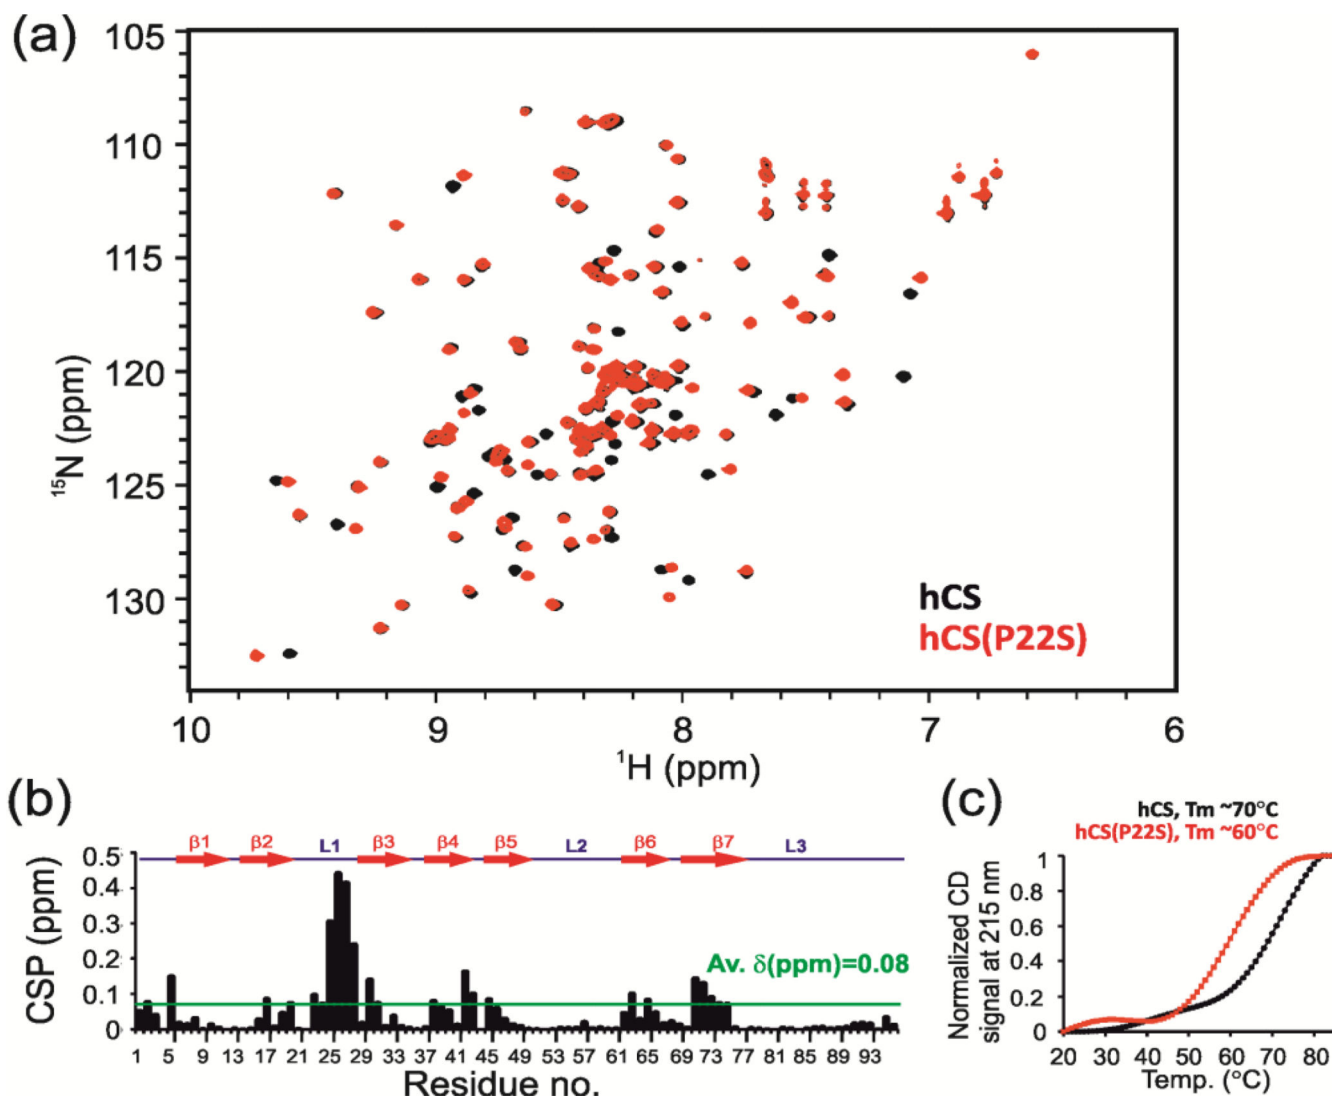 (a)
105
110
115
120
125
130
¹⁵N (ppm)
hCS
hCS(P22S)
10 9 8 7 6
¹H (ppm)
(b)
β1 β2 L1 β3 β4 β5 L2 β6 β7 L3
0.5
0.4
0.3
0.2
0.1
0
CSP (ppm)
Av. δ(ppm)=0.08
1 5 9 13 17 21 25 29 33 37 41 45 49 53 57 61 65 69 73 77 81 85 89 93
Residue no.
(c)
hCS, Tm ~70°C
hCS(P22S), Tm ~60°C
1
0.8
0.6
0.4
0.2
0
Normalized CD
signal at 215 nm
20 30 40 50 60 70 80
Temp. (°C)